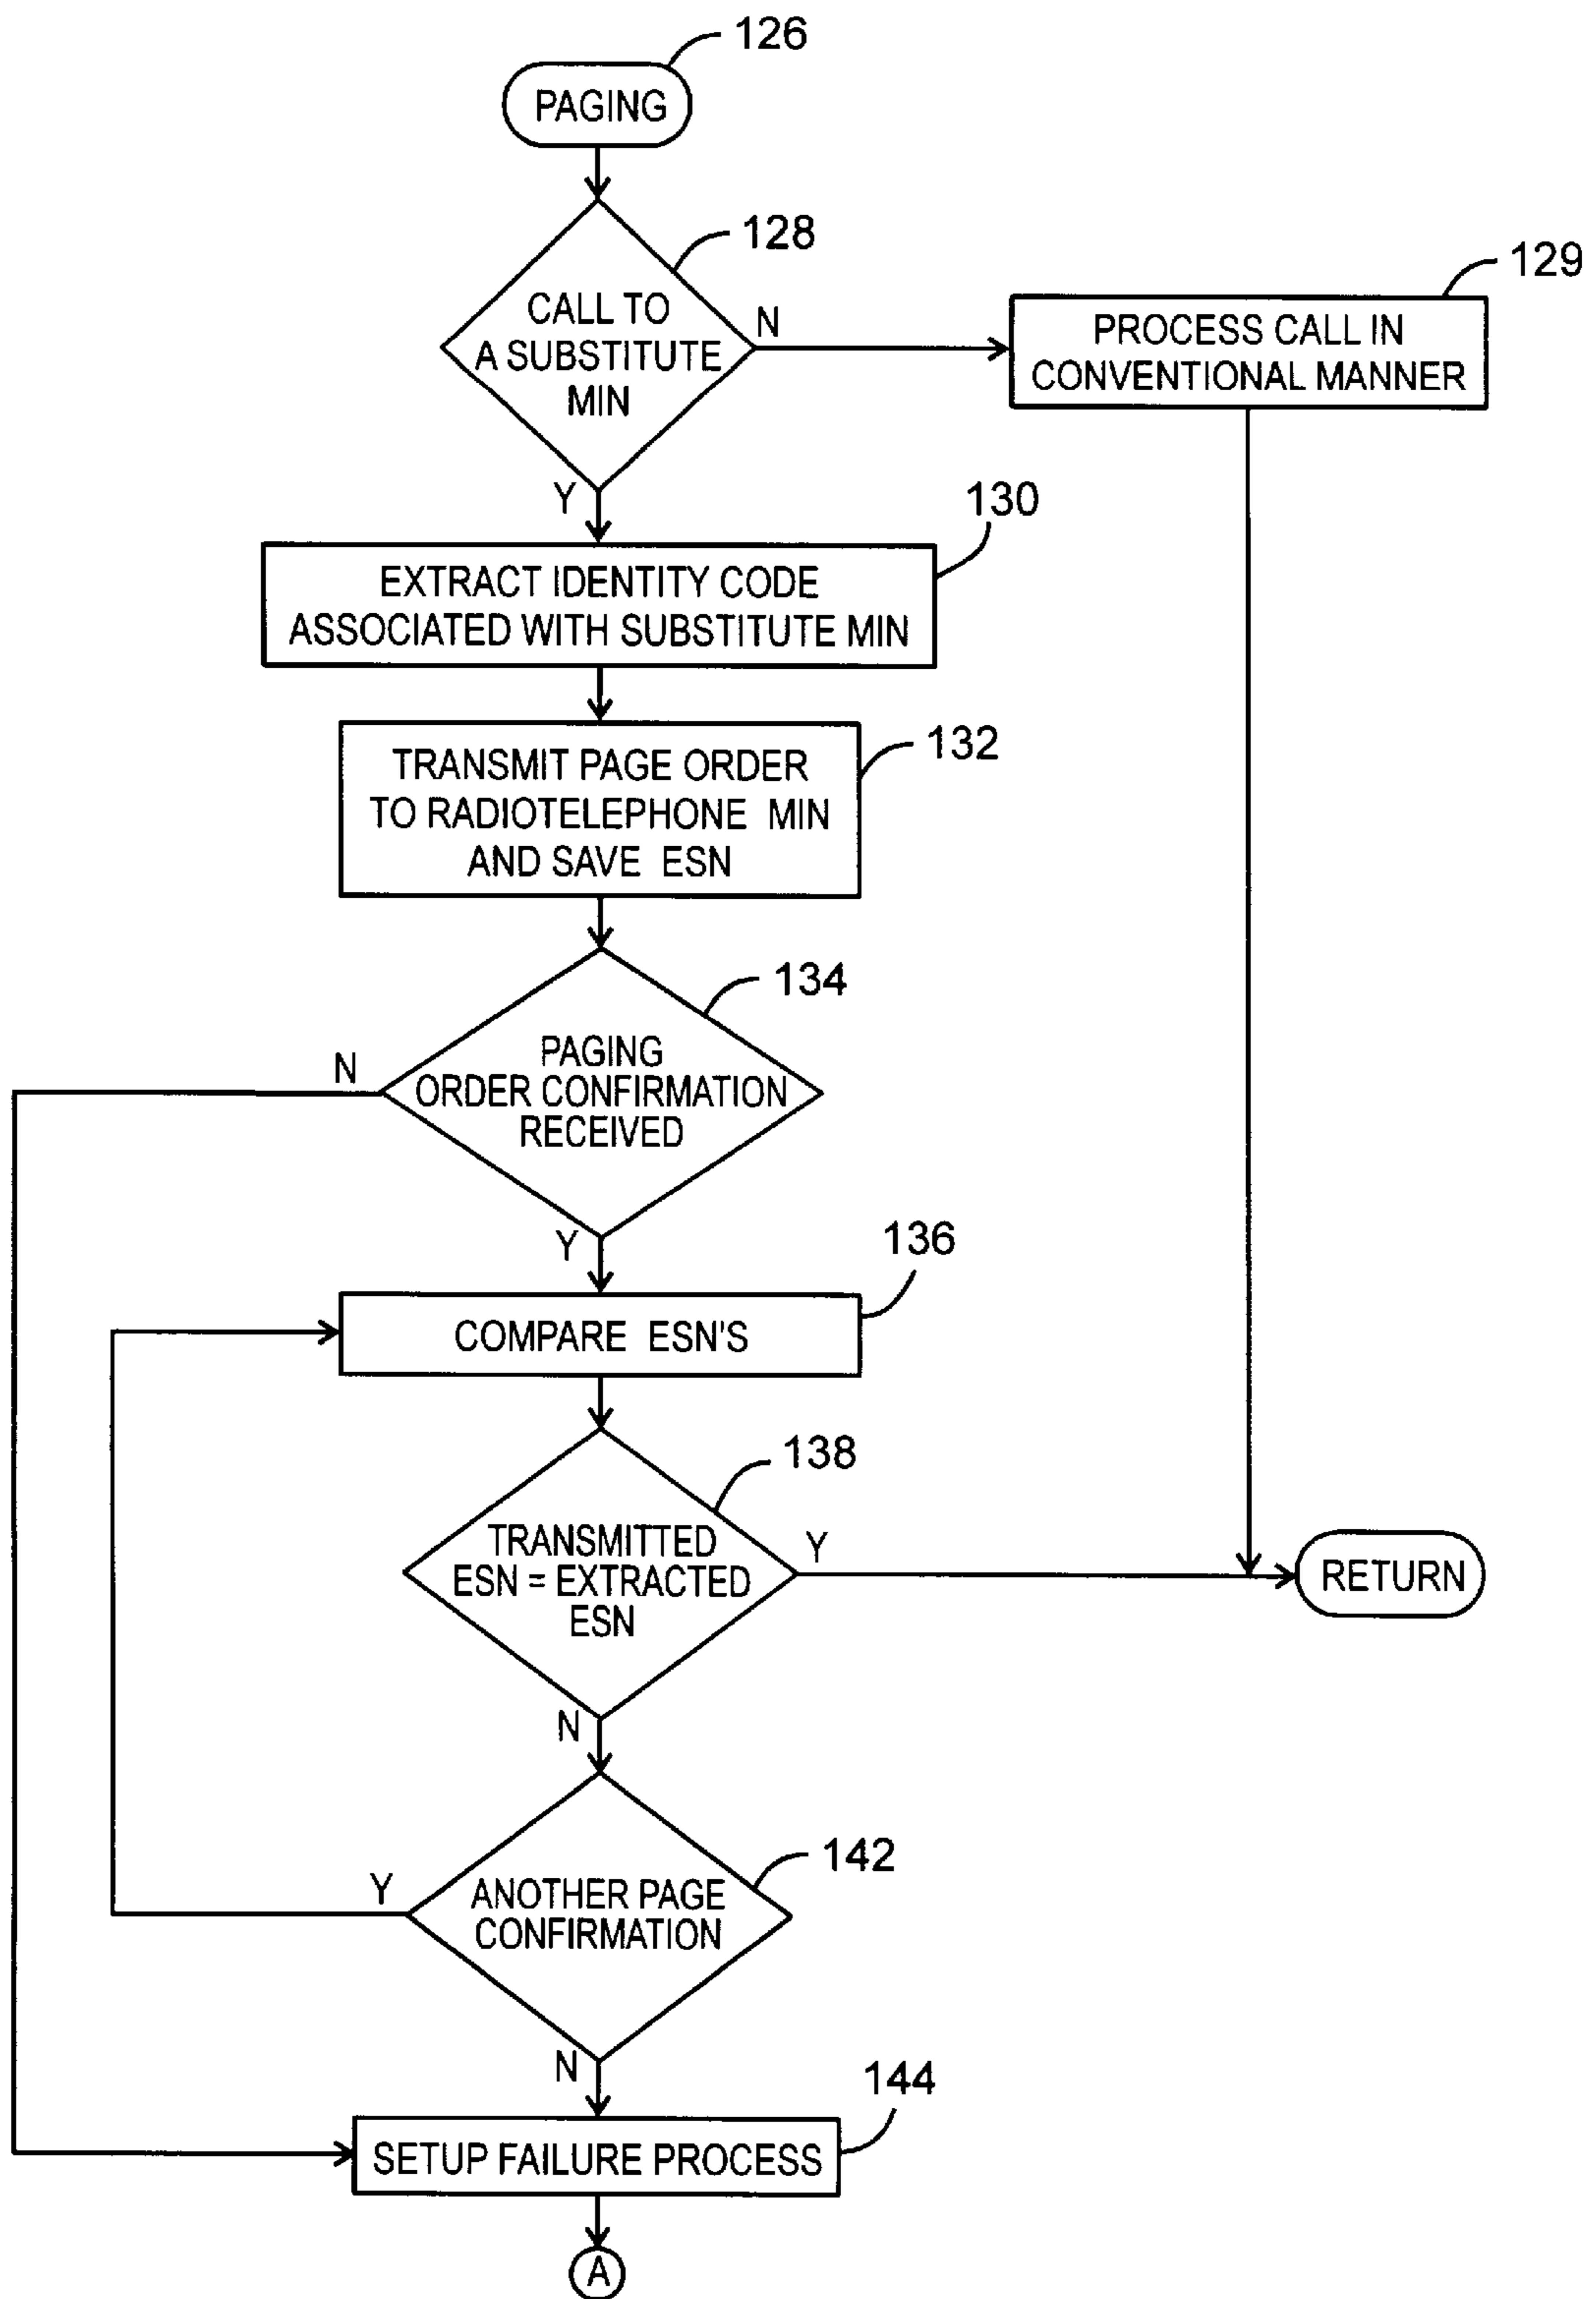 126
PAGING
128
CALL TO
A SUBSTITUTE
MIN
N
129
PROCESS CALL IN
CONVENTIONAL MANNER
Y
130
EXTRACT IDENTITY CODE
ASSOCIATED WITH SUBSTITUTE MIN
132
TRANSMIT PAGE ORDER
TO RADIOTELEPHONE MIN
AND SAVE ESN
134
PAGING
ORDER CONFIRMATION
RECEIVED
N
Y
136
COMPARE ESN'S
138
TRANSMITTED
ESN = EXTRACTED
ESN
Y
RETURN
N
142
ANOTHER PAGE
CONFIRMATION
Y
N
144
SETUP FAILURE PROCESS
A